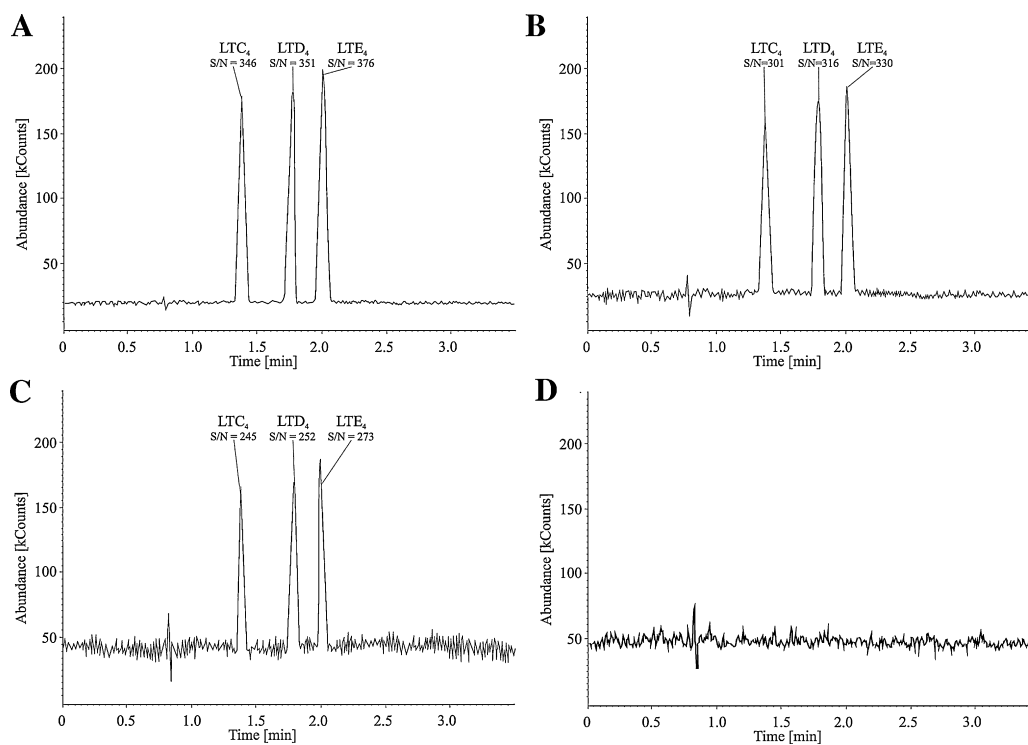 A
LTC4 LTD4 LTE4
S/N = 346 S/N = 351 S/N = 376
200
150
100
50
Abundance [kCounts]
0 0.5 1.0 1.5 2.0 2.5 3.0
Time [min]
B
LTC4 LTD4 LTE4
S/N=301 S/N=316 S/N=330
200
150
100
50
Abundance [kCounts]
0 0.5 1.0 1.5 2.0 2.5 3.0
Time [min]
C
LTC4 LTD4 LTE4
S/N = 245 S/N = 252 S/N = 273
200
150
100
50
Abundance [kCounts]
0 0.5 1.0 1.5 2.0 2.5 3.0
Time [min]
D
200
150
100
50
Abundance [kCounts]
0 0.5 1.0 1.5 2.0 2.5 3.0
Time [min]